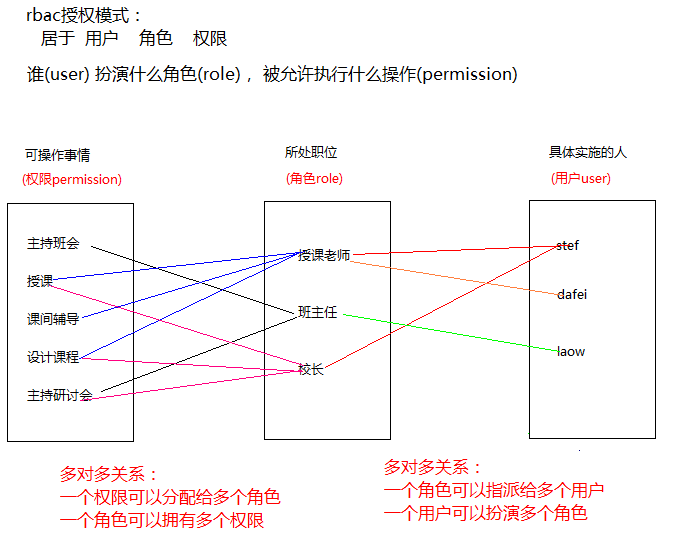 rbac授权模式：
居于 用户 角色 权限
谁(user) 扮演什么角色(role)， 被允许执行什么操作(permission)
可操作事情
(权限permission)
所处职位
(角色role)
具体实施的人
(用户user)
主持班会
授课
课间辅导
设计课程
主持研讨会
授课老师
班主任
校长
stef
dafei
laow
多对多关系：
一个权限可以分配给多个角色
一个角色可以拥有多个权限
多对多关系：
一个角色可以指派给多个用户
一个用户可以扮演多个角色